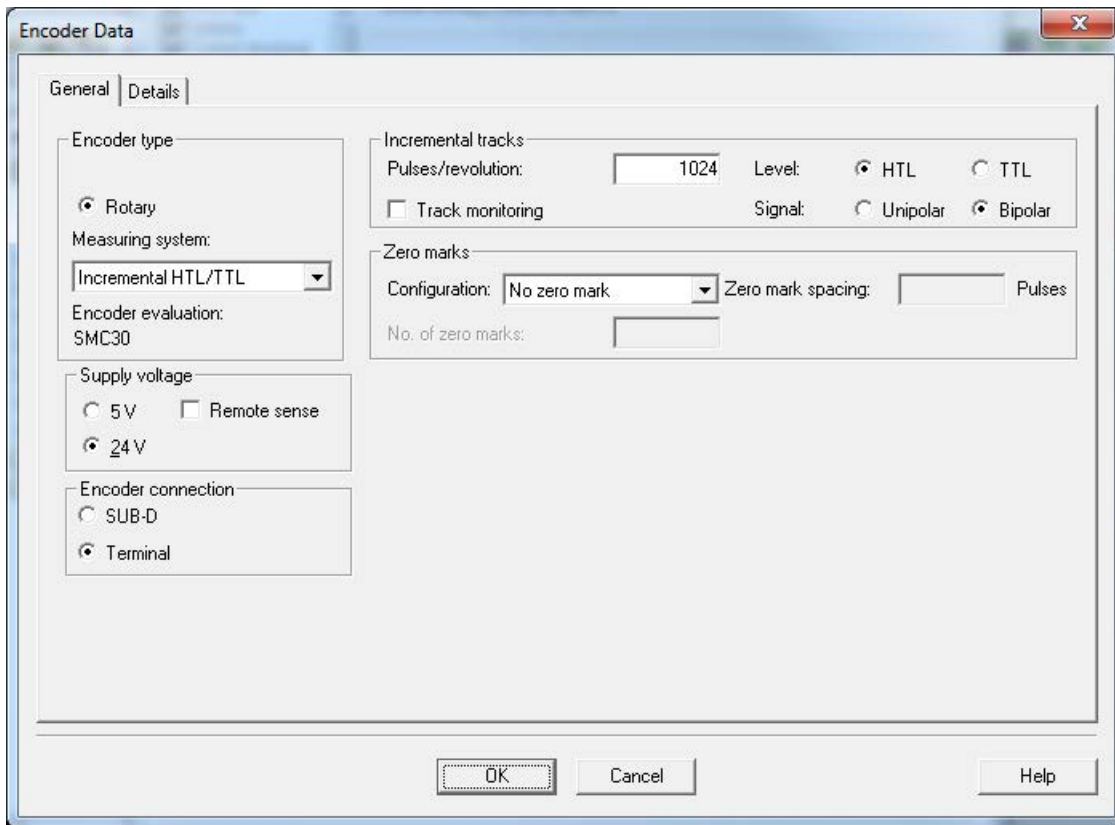 Encoder Data
General
Details
Encoder type
Rotary
Measuring system:
Incremental HTL/TTL
Encoder evaluation:
SMC30
Supply voltage
5 V
Remote sense
24 V
Encoder connection
SUB-D
Terminal
Incremental tracks
Pulses/revolution: 1024 Level: HTL TTL
Track monitoring Signal: Unipolar Bipolar
Zero marks
Configuration: No zero mark Zero mark spacing: Pulses
No. of zero marks:
OK Cancel Help